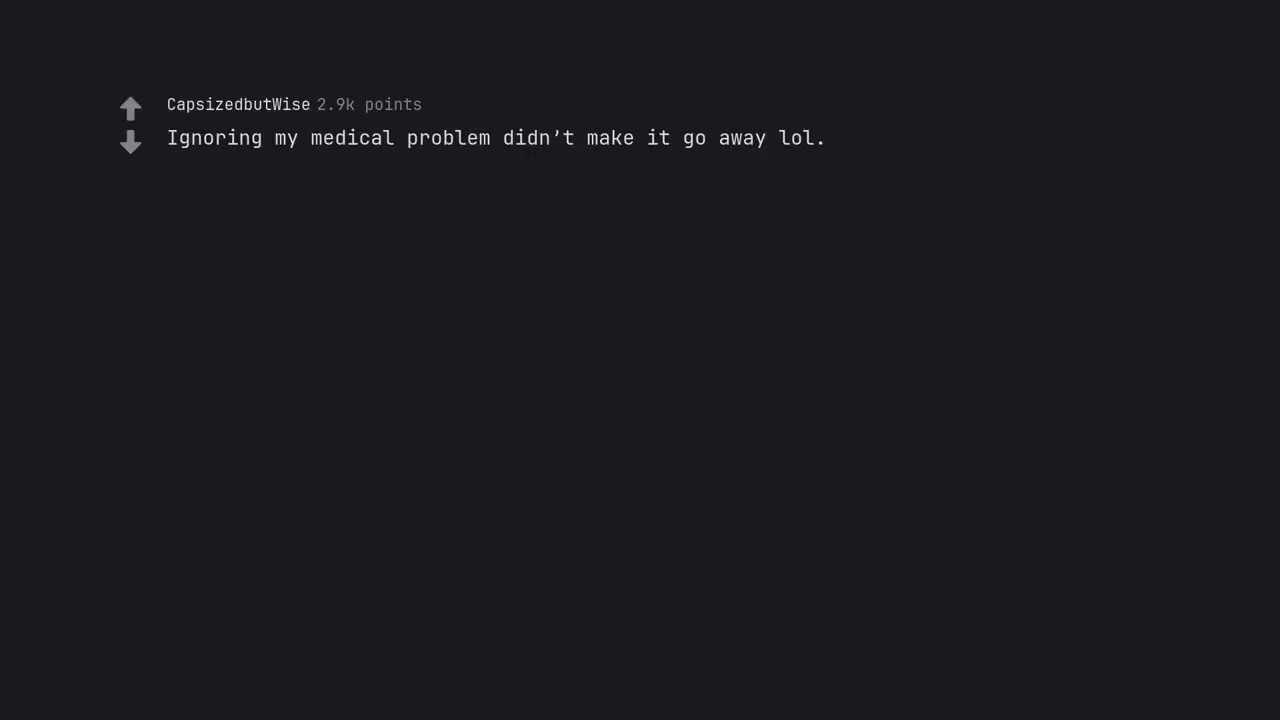 CapsizedbutWise 2.9k points
Ignoring my medical problem didn’t make it go away lol.